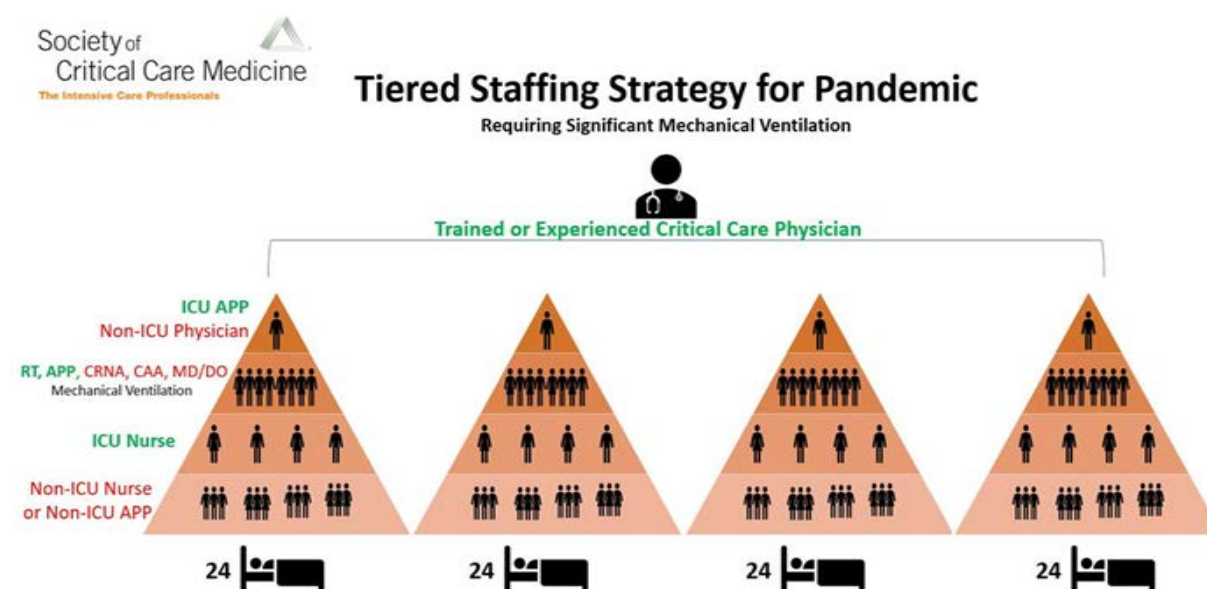 Society of
Critical Care Medicine
The Intensive Care Professionals
Tiered Staffing Strategy for Pandemic
Requiring Significant Mechanical Ventilation
Trained or Experienced Critical Care Physician
ICU APP
Non-ICU Physician
RT, APP, CRNA, CAA, MD/DO
Mechanical Ventilation
ICU Nurse
Non-ICU Nurse
or Non-ICU APP
24 24 24 24